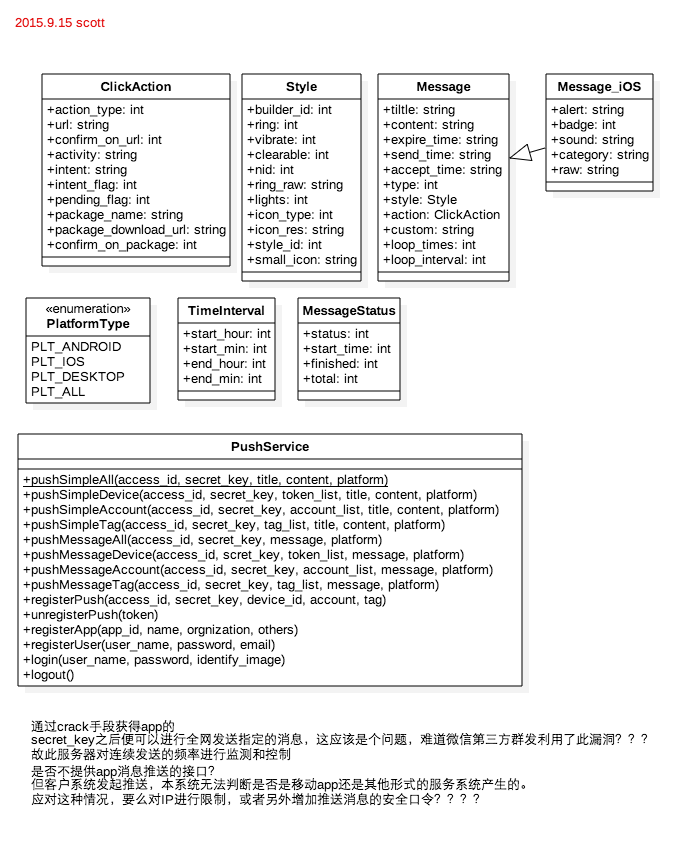 2015.9.15 scott
ClickAction
+action_type: int
+url: string
+confirm_on_url: int
+activity: string
+intent: string
+intent_flag: int
+pending_flag: int
+package_name: string
+package_download_url: string
+confirm_on_package: int
Style
+builder_id: int
+ring: int
+vibrate: int
+clearable: int
+nid: int
+ring_raw: string
+lights: int
+icon_type: int
+icon_res: string
+style_id: int
+small_icon: string
Message
+tiltle: string
+content: string
+expire_time: string
+send_time: string
+accept_time: string
+type: int
+style: Style
+action: ClickAction
+custom: string
+loop_times: int
+loop_interval: int
Message_iOS
+alert: string
+badge: int
+sound: string
+category: string
+raw: string
«enumeration»
PlatformType
PLT_ANDROID
PLT_IOS
PLT_DESKTOP
PLT_ALL
TimeInterval
+start_hour: int
+start_min: int
+end_hour: int
+end_min: int
MessageStatus
+status: int
+start_time: int
+finished: int
+total: int
PushService
+pushSimpleAll(access_id, secret_key, title, content, platform)
+pushSimpleDevice(access_id, secret_key, token_list, title, content, platform)
+pushSimpleAccount(access_id, secret_key, account_list, title, content, platform)
+pushSimpleTag(access_id, secret_key, tag_list, title, content, platform)
+pushMessageAll(access_id, secret_key, message, platform)
+pushMessageDevice(access_id, scret_key, token_list, message, platform)
+pushMessageAccount(access_id, secret_key, account_list, message, platform)
+pushMessageTag(access_id, secret_key, tag_list, message, platform)
+registerPush(access_id, secret_key, device_id, account, tag)
+unregisterPush(token)
+registerApp(app_id, name, orgnization, others)
+registerUser(user_name, password, email)
+login(user_name, password, identify_image)
+logout()
通过crack手段获得app的
secret_key之后便可以进行全网发送指定的消息，这应该是个问题，难道微信第三方群发利用了此漏洞？？？
故此服务器对连续发送的频率进行监测和控制
是否不提供app消息推送的接口？
但客户系统发起推送，本系统无法判断是否是移动app还是其他形式的服务系统产生的。
应对这种情况，要么对IP进行限制，或者另外增加推送消息的安全口令？？？？